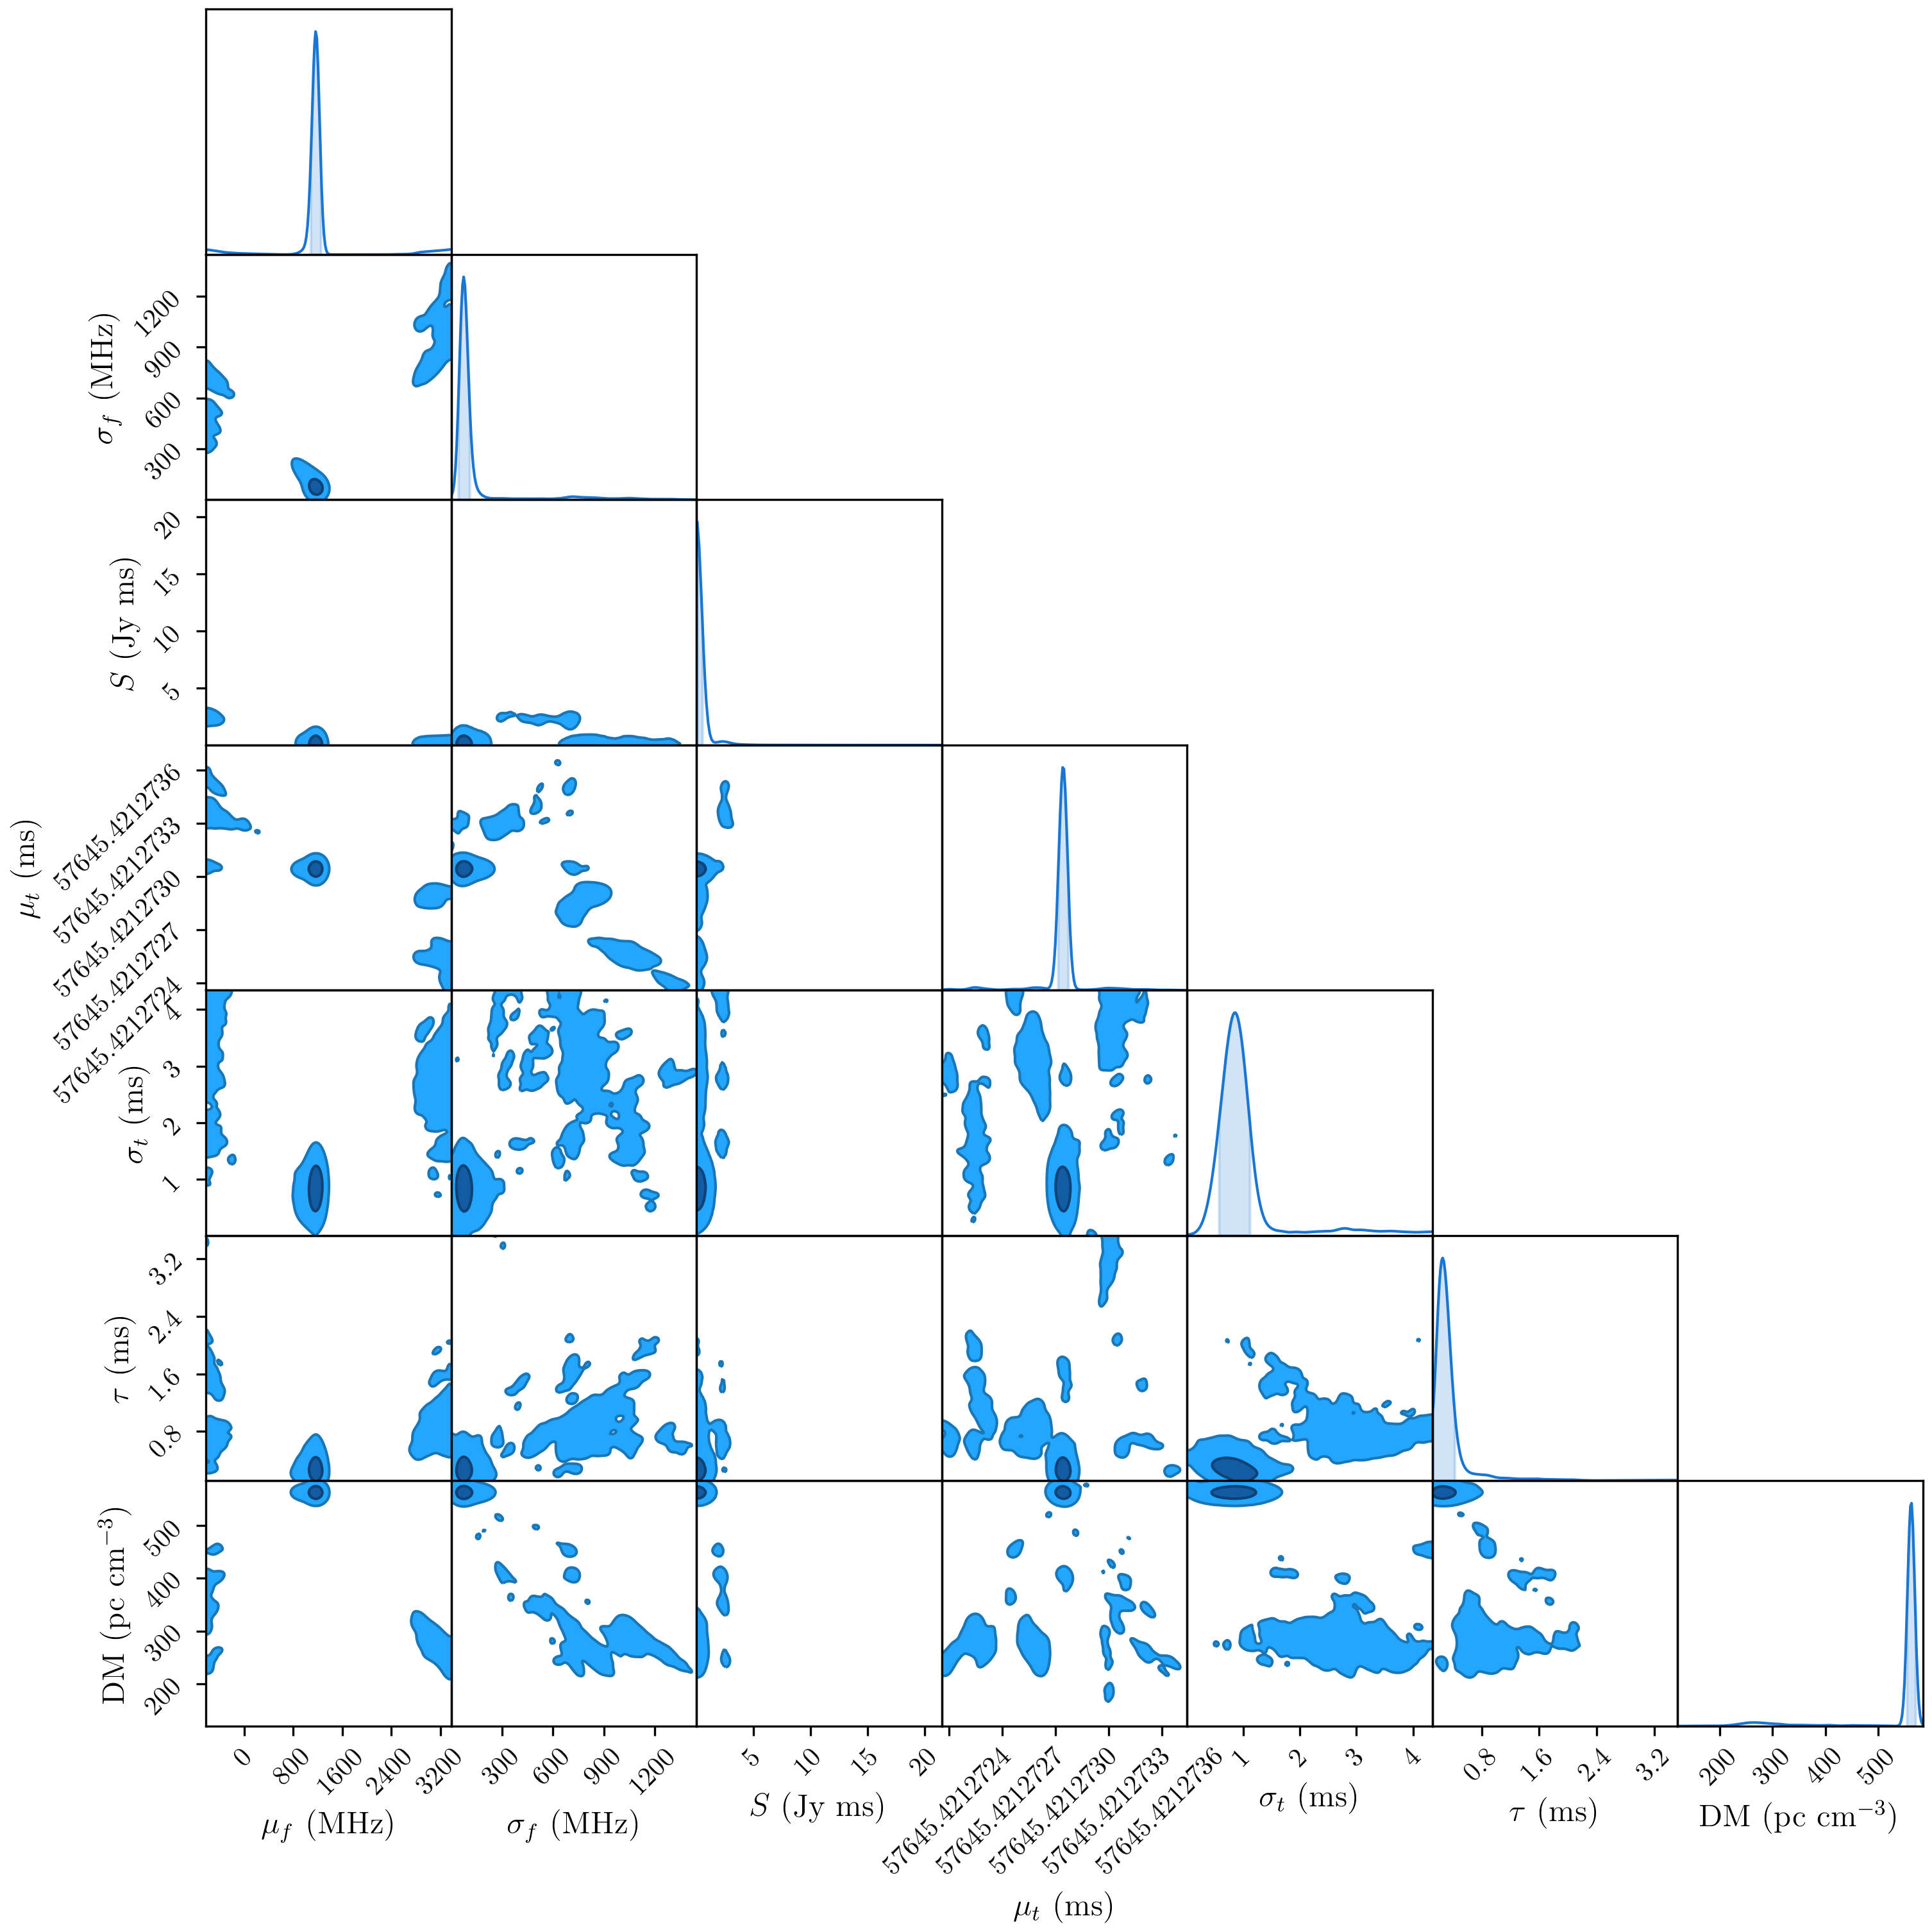 σ_f (MHz)
1200
900
600
300
S (Jy ms)
20
15
10
5
μ_t (ms)
57645.4212736
57645.4212733
57645.4212730
57645.4212727
57645.4212724
σ_t (ms)
4
3
2
1
τ (ms)
3.2
2.4
1.6
0.8
DM (pc cm⁻³)
500
400
300
200
0 800 1600 2400 3200
μ_f (MHz)
300 600 900 1200
σ_f (MHz)
5 10 15 20
S (Jy ms)
57645.4212724 57645.4212727 57645.4212730 57645.4212733 57645.4212736
μ_t (ms)
1 2 3 4
σ_t (ms)
0.8 1.6 2.4 3.2
τ (ms)
200 300 400 500
DM (pc cm⁻³)